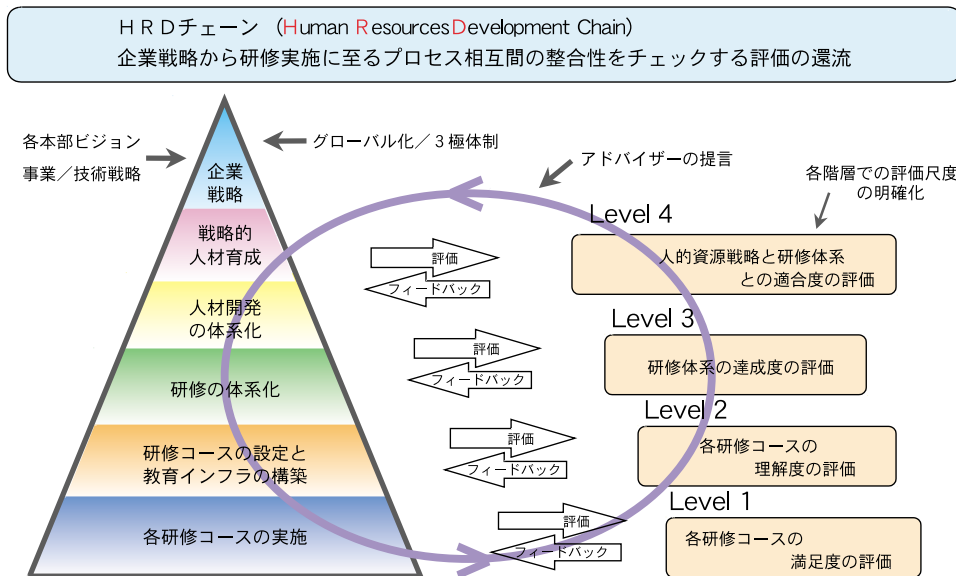 HRDチェーン (Human Resources Development Chain)
企業戦略から研修実施に至るプロセス相互間の整合性をチェックする評価の還流
各本部ビジョン
事業／技術戦略
グローバル化／３極体制
アドバイザーの提言
各階層での評価尺度
の明確化
企業
戦略
戦略的
人材育成
人材開発
の体系化
研修の体系化
研修コースの設定と
教育インフラの構築
各研修コースの実施
評価
フィードバック
評価
フィードバック
評価
フィードバック
評価
フィードバック
Level 4
人的資源戦略と研修体系
との適合度の評価
Level 3
研修体系の達成度の評価
Level 2
各研修コースの
理解度の評価
Level 1
各研修コースの
満足度の評価